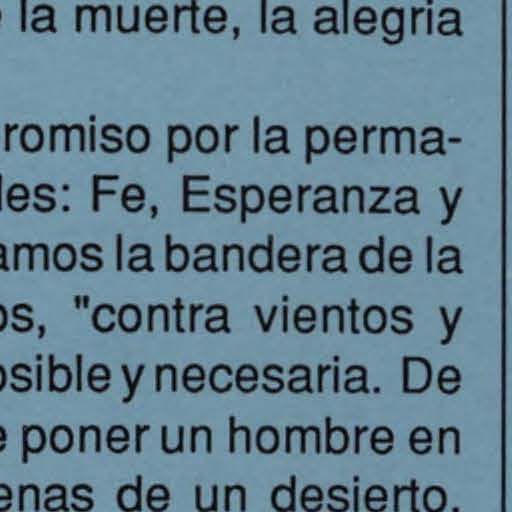 la muerte, la alegria
romiso por la perma-
les: Fe, Esperanza y
amos la bandera de la
os, "contra vientos y
osible y necesaria. De
e poner un hombre en
enas de un desierto.